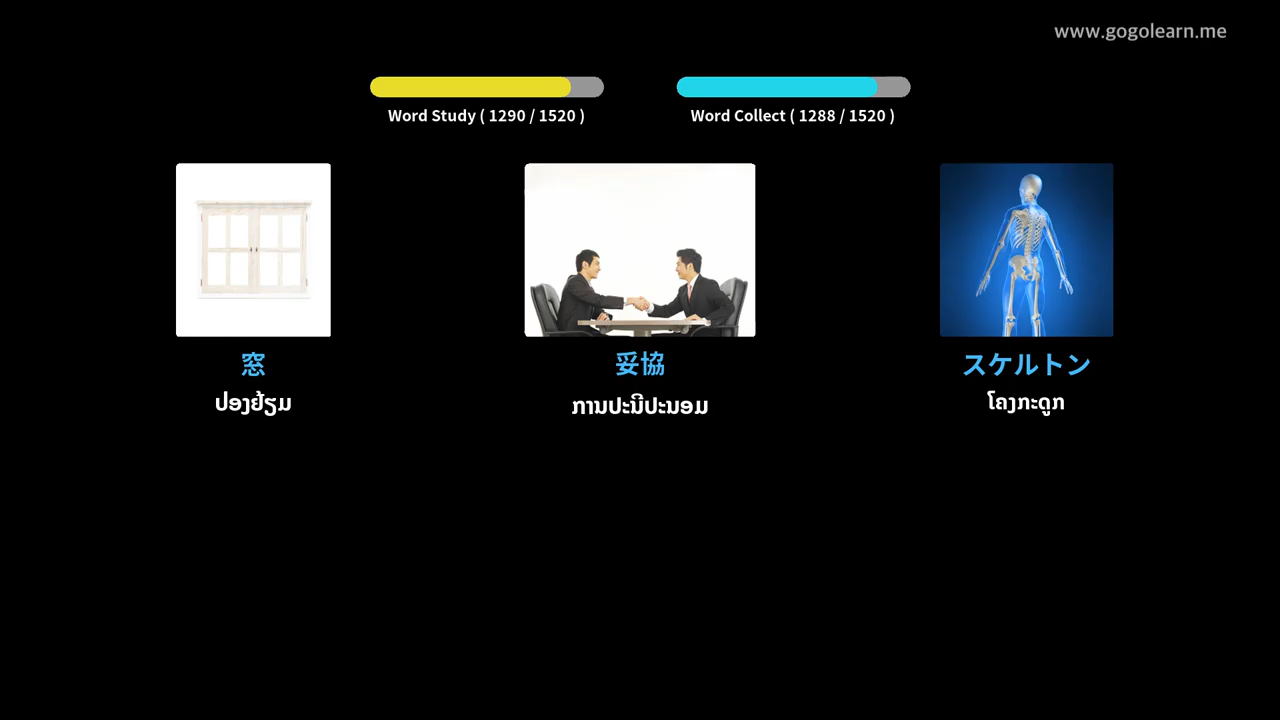 www.gogolearn.me
Word Study ( 1290 / 1520 )
Word Collect ( 1288 / 1520 )
窓
妥協
スケルトン
ປອງຢ້ຽມ
ການປະນີປະນອມ
ໂຄງກະດູກ